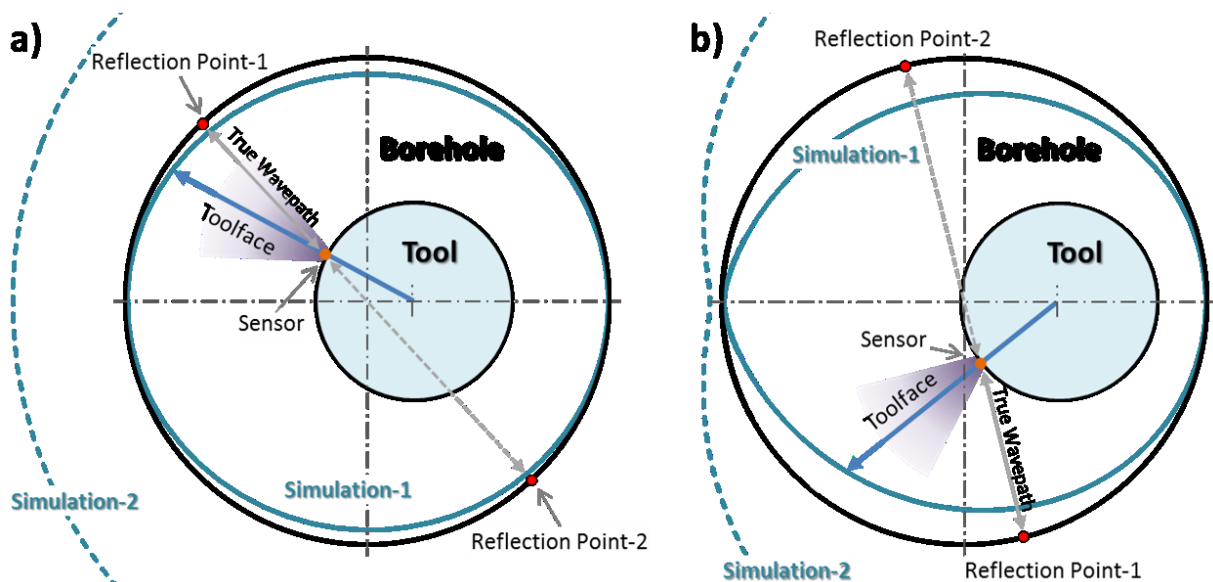 a)
Reflection Point-1
True Wavepath
Borehole
Toolface
Tool
Sensor
Simulation-1
Simulation-2
Reflection Point-2
b)
Reflection Point-2
Simulation-1
Borehole
Tool
Sensor
Toolface
True Wavepath
Simulation-2
Reflection Point-1